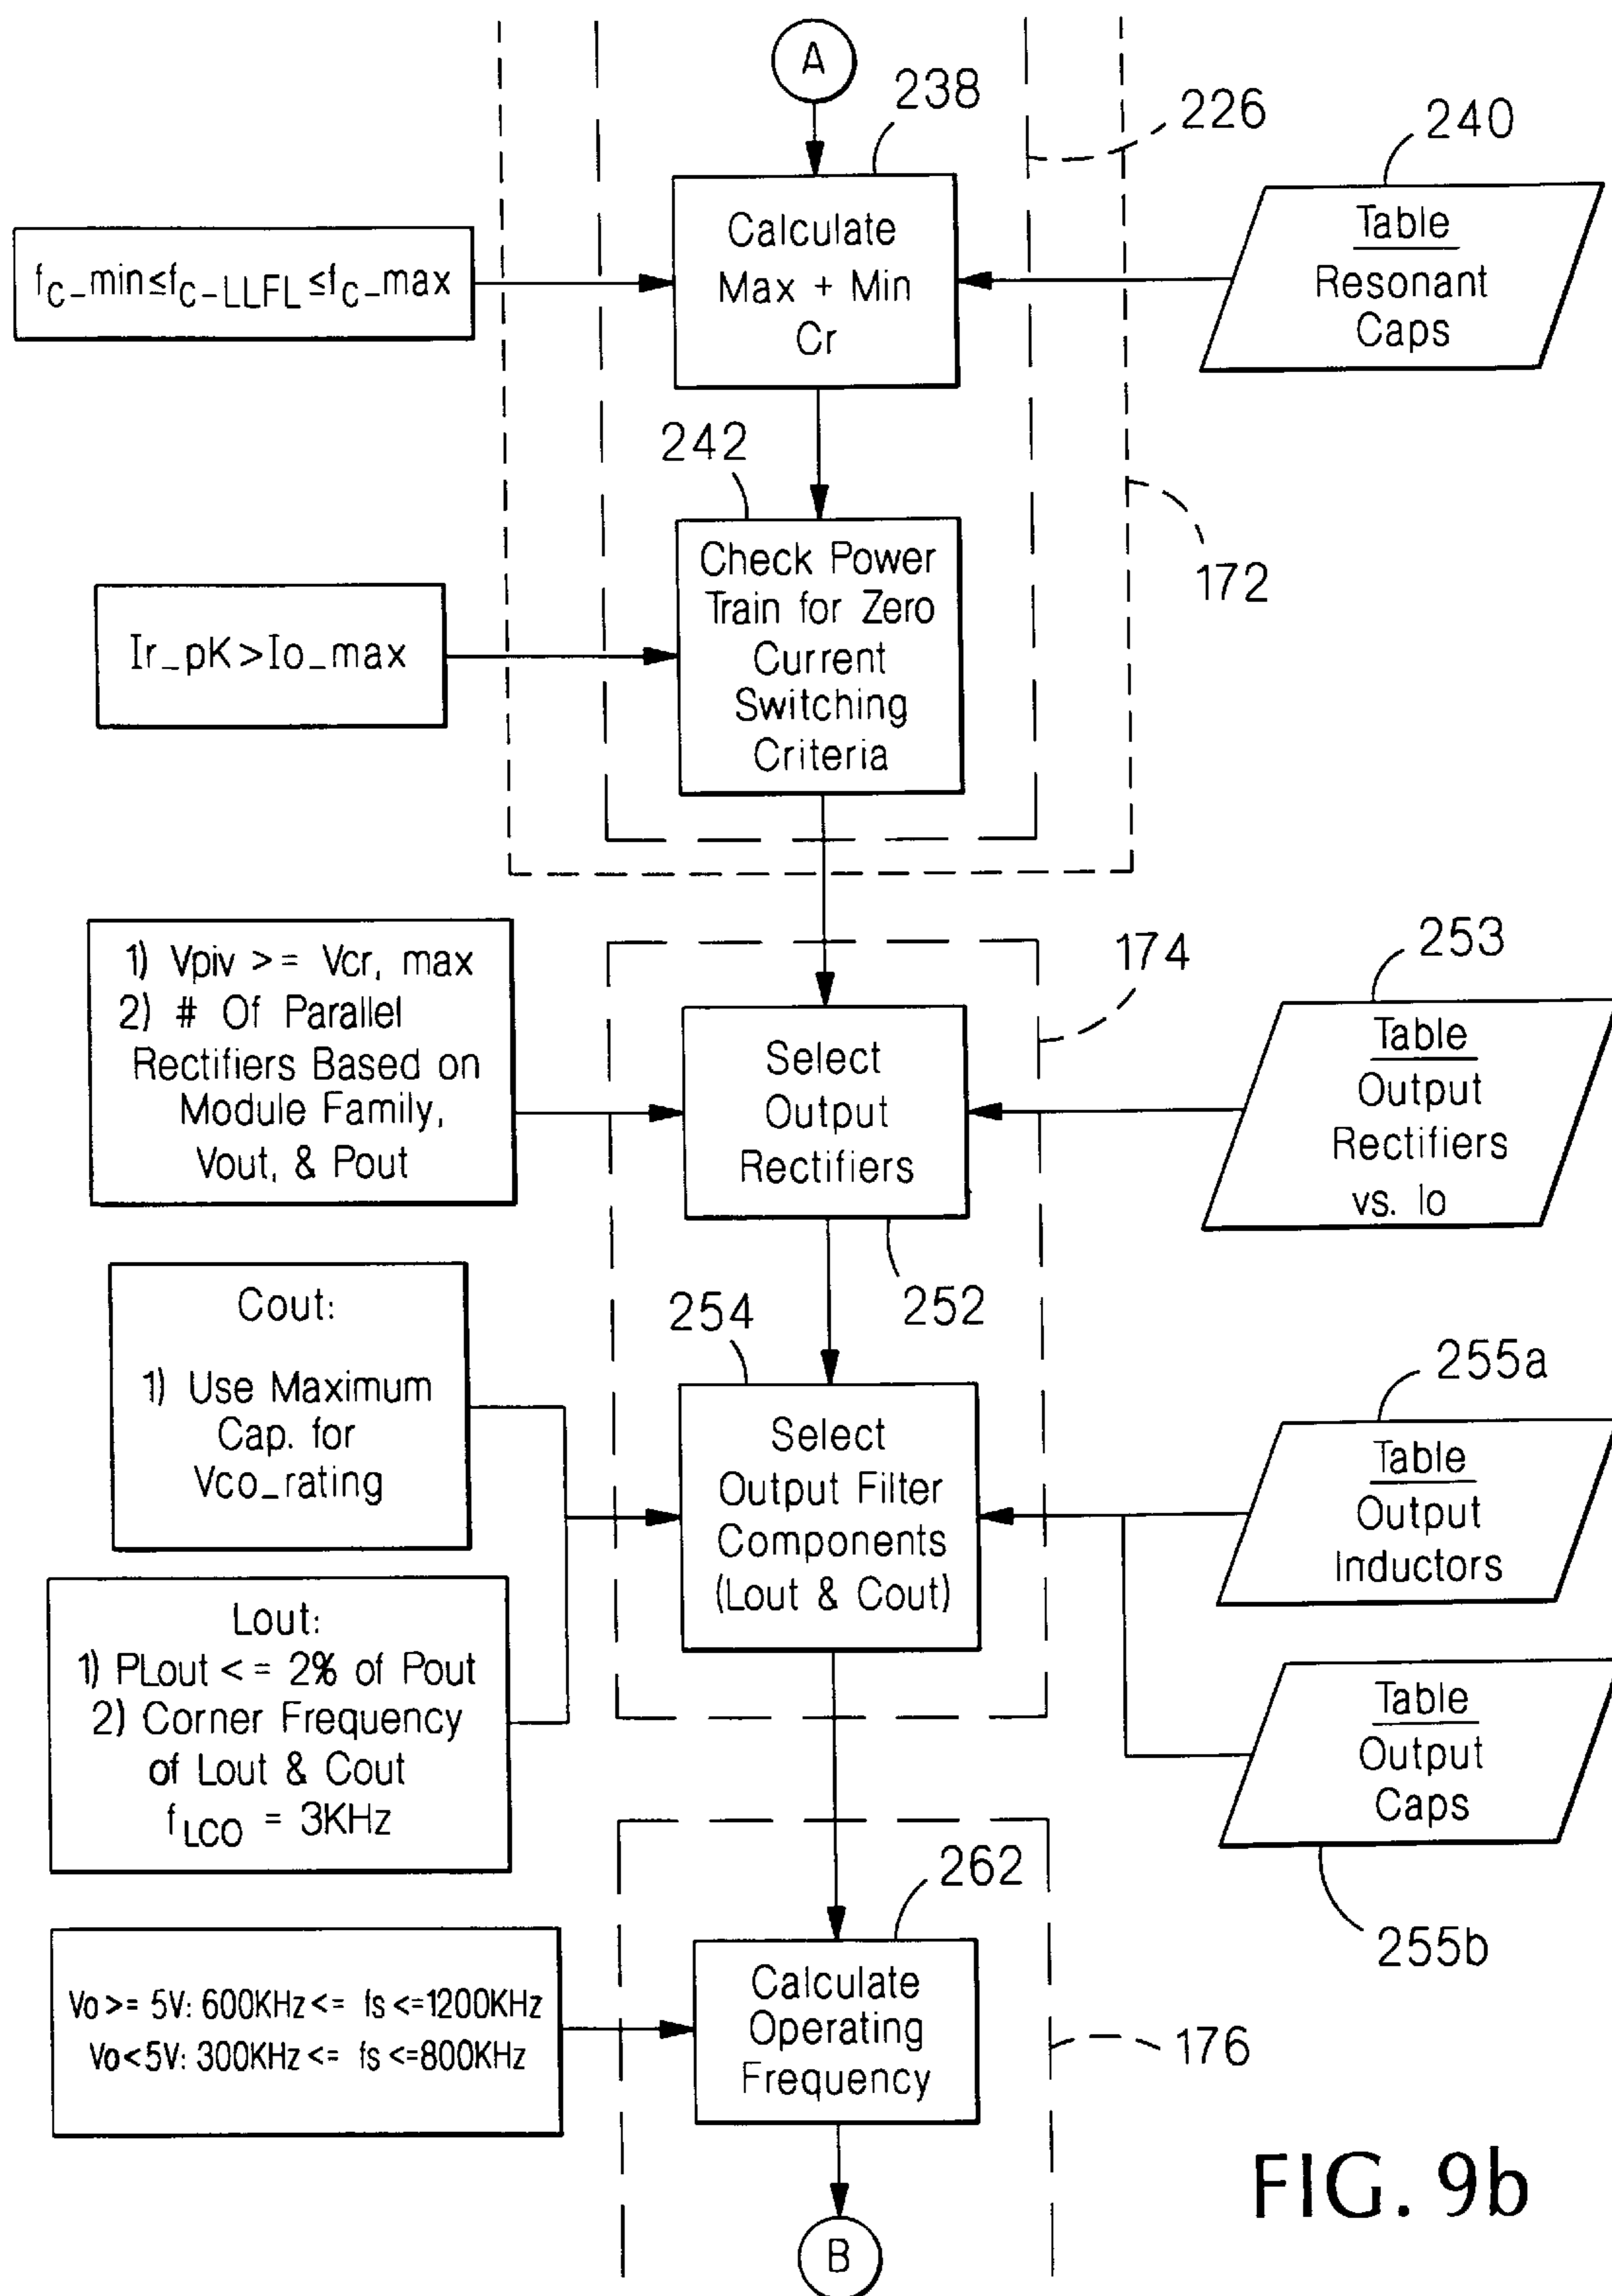 A
238
226
240
Calculate
Max + Min
Cr
fc-min≤fc-LLFL≤fc-max
Table
Resonant
Caps
242
Check Power
Train for Zero
Current
Switching
Criteria
Ir_pK>Io_max
172
1) Vpiv >= Vcr, max
2) # Of Parallel
Rectifiers Based on
Module Family,
Vout, & Pout
174
253
Select
Output
Rectifiers
Table
Output
Rectifiers
vs. Io
252
254
Cout:
1) Use Maximum
Cap. for
Vco_rating
Select
Output Filter
Components
(Lout & Cout)
255a
Table
Output
Inductors
Lout:
1) PLout <= 2% of Pout
2) Corner Frequency
of Lout & Cout
fLCO = 3KHz
Table
Output
Caps
255b
262
Vo >= 5V: 600KHz <= fs <=1200KHz
Vo<5V: 300KHz <= fs <=800KHz
Calculate
Operating
Frequency
176
B
FIG. 9b